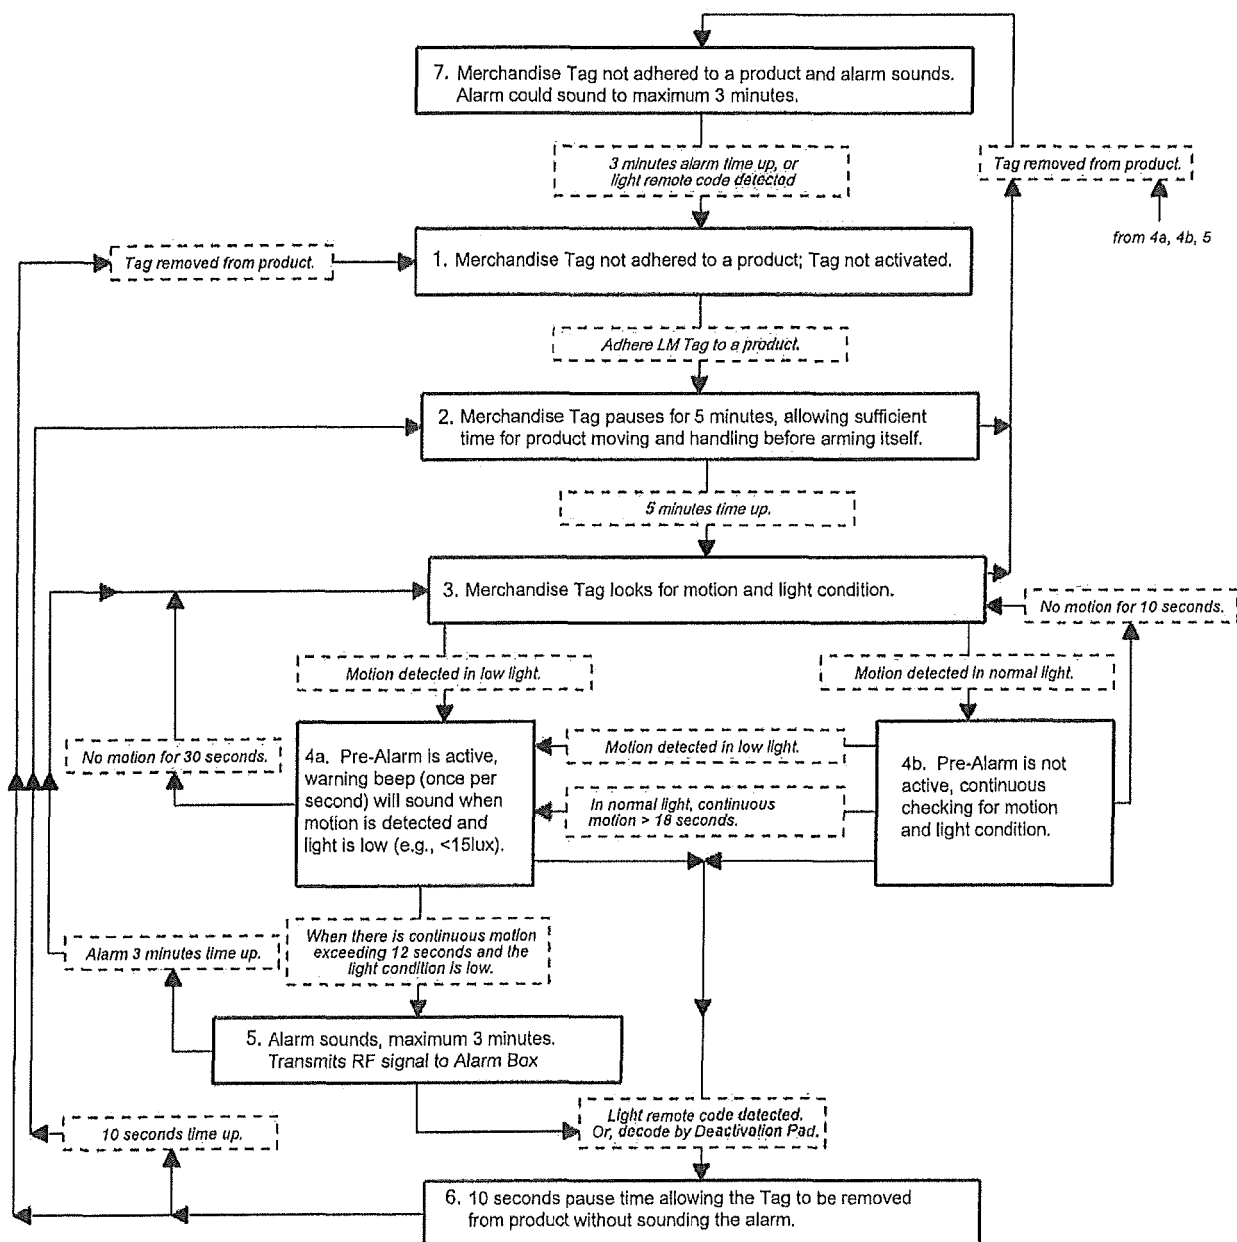 7. Merchandise Tag not adhered to a product and alarm sounds.
Alarm could sound to maximum 3 minutes.
3 minutes alarm time up, or
light remote code detected
Tag removed from product.
from 4a, 4b, 5
Tag removed from product.
1. Merchandise Tag not adhered to a product; Tag not activated.
Adhere LM Tag to a product.
2. Merchandise Tag pauses for 5 minutes, allowing sufficient
time for product moving and handling before arming itself.
5 minutes time up.
3. Merchandise Tag looks for motion and light condition.
No motion for 10 seconds.
Motion detected in low light.
Motion detected in normal light.
No motion for 30 seconds.
4a. Pre-Alarm is active,
warning beep (once per
second) will sound when
motion is detected and
light is low (e.g., <15lux).
Motion detected in low light.
In normal light, continuous
motion > 18 seconds.
4b. Pre-Alarm is not
active, continuous
checking for motion
and light condition.
When there is continuous motion
exceeding 12 seconds and the
light condition is low.
Alarm 3 minutes time up.
5. Alarm sounds, maximum 3 minutes.
Transmits RF signal to Alarm Box
Light remote code detected.
Or, decode by Deactivation Pad.
10 seconds time up.
6. 10 seconds pause time allowing the Tag to be removed
from product without sounding the alarm.